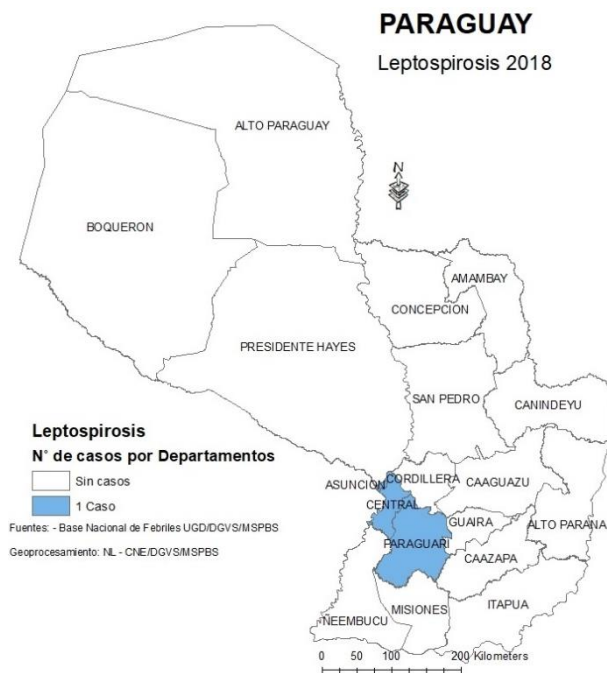 PARAGUAY
Leptospirosis 2018
N
ALTO PARAGUAY
BOQUERON
AMAMBAY
CONCEPCION
PRESIDENTE HAYES
SAN PEDRO
CANINDEYU
Leptospirosis
N° de casos por Departamentos
Sin casos
1 Caso
Fuentes: - Base Nacional de Febriles UGD/DGVS/MSPBS
Geoprocesamiento: NL - CNE/DGVS/MSPBS
ASUNCION
CORDILLERA
CAAGUAZU
CENTRAL
GUAIRA
ALTO PARANA
PARAGUARI
CAAZAPA
ITAPUA
MISIONES
ÑEEMBUCU
0 50 100 200 Kilometers